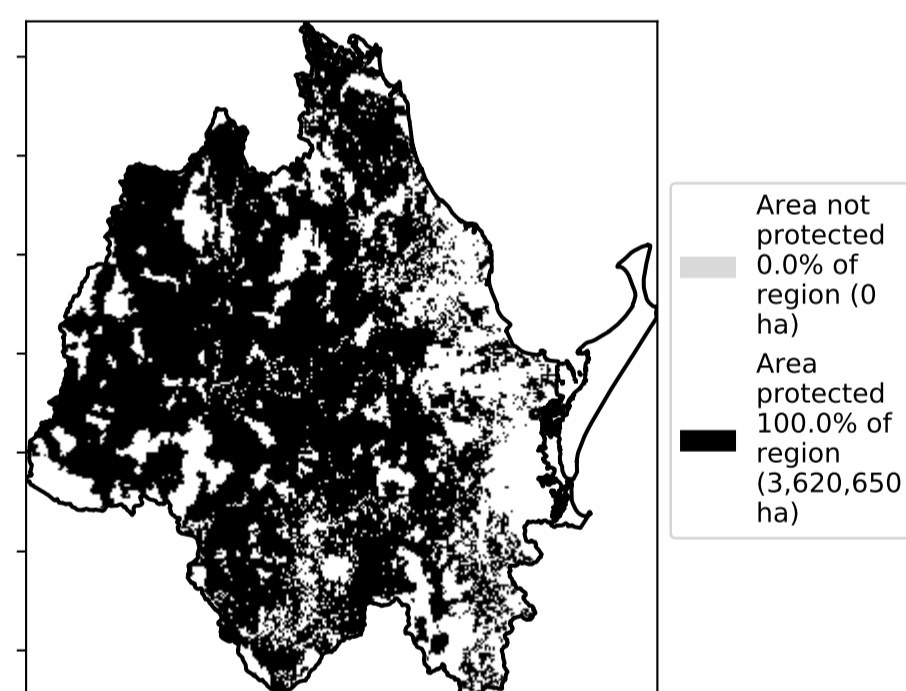 Area not
protected
0.0% of
region (0
ha)
Area
protected
100.0% of
region
(3,620,650
ha)